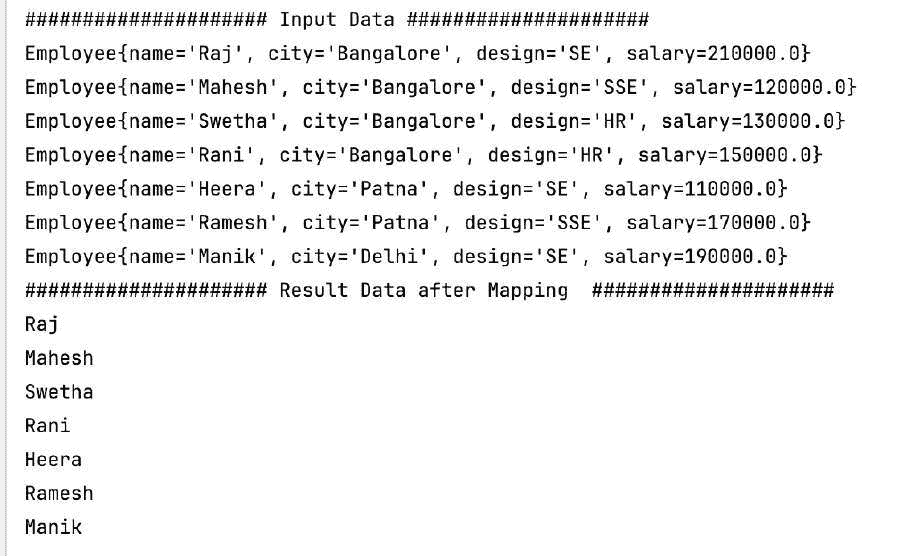 ##################### Input Data #####################
Employee{name='Raj', city='Bangalore', design='SE', salary=210000.0}
Employee{name='Mahesh', city='Bangalore', design='SSE', salary=120000.0}
Employee{name='Swetha', city='Bangalore', design='HR', salary=130000.0}
Employee{name='Rani', city='Bangalore', design='HR', salary=150000.0}
Employee{name='Heera', city='Patna', design='SE', salary=110000.0}
Employee{name='Ramesh', city='Patna', design='SSE', salary=170000.0}
Employee{name='Manik', city='Delhi', design='SE', salary=190000.0}
##################### Result Data after Mapping  #####################
Raj
Mahesh
Swetha
Rani
Heera
Ramesh
Manik